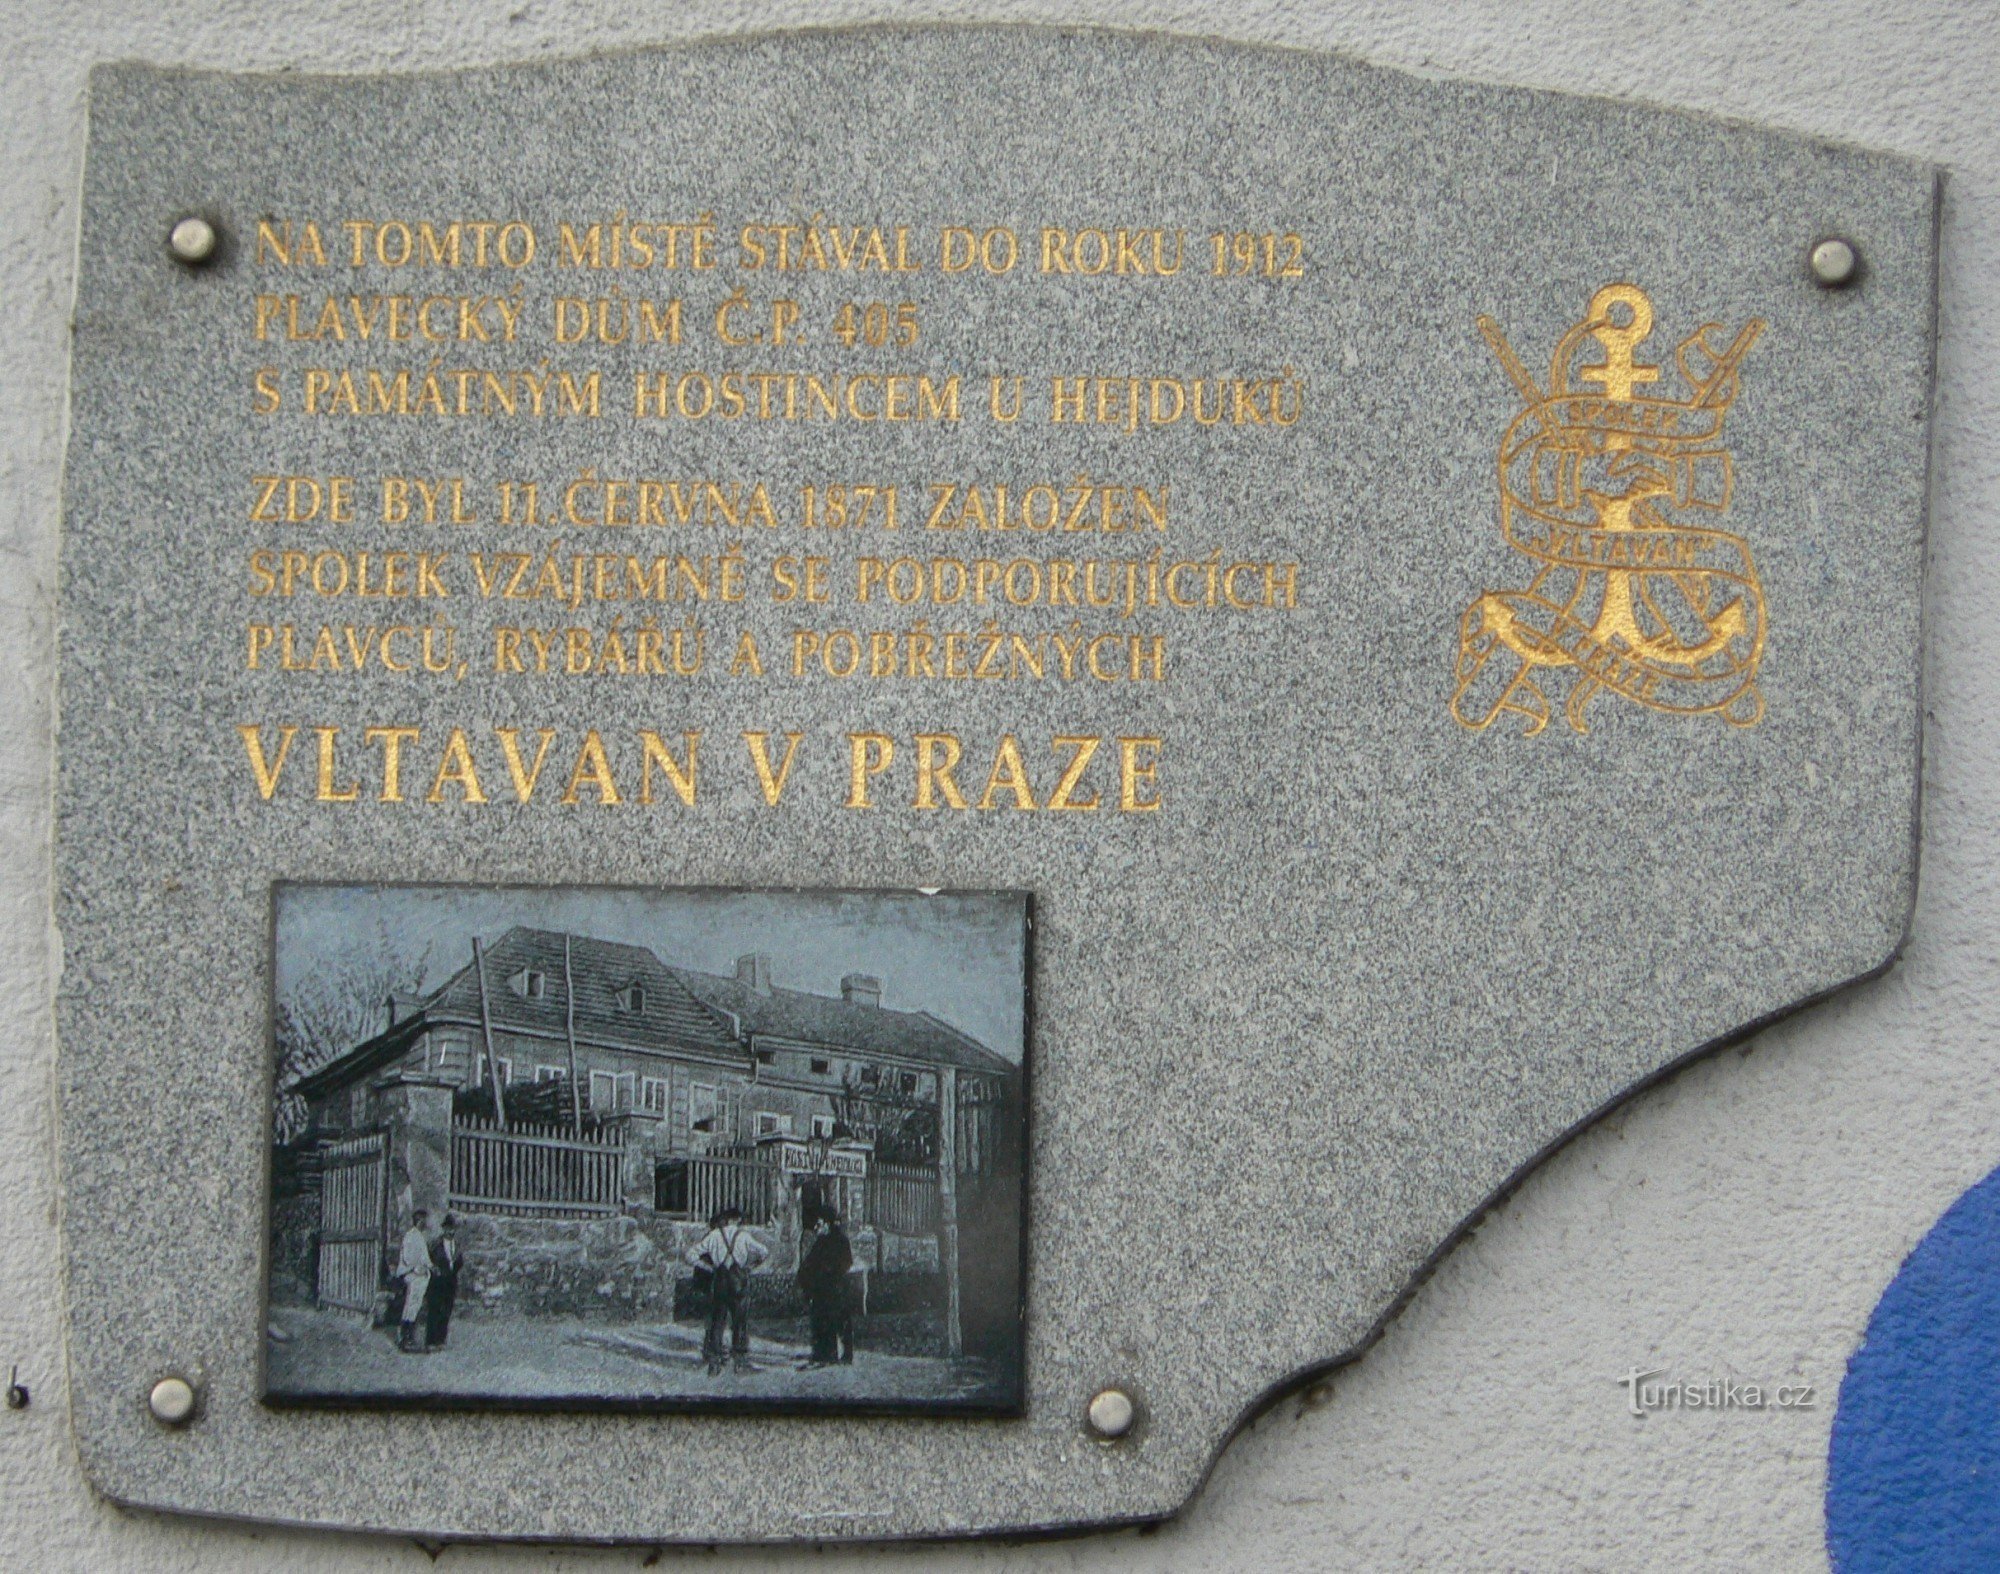 NA TOMTO MÍSTĚ STÁVAL DO ROKU 1912
PLAVECKÝ DŮM Č.P. 405
S PAMÁTNÝM HOSTINCEM U HEJDUKŮ
ZDE BYL 11.ČERVNA 1871 ZALOŽEN
SPOLEK VZÁJEMNĚ SE PODPORUJÍCÍCH
PLAVCŮ, RYBÁŘŮ A POBŘEŽNÝCH
VLTAVAN V PRAZE
SPOLEK
„VLTAVAN"
PRAZE
Turistika.cz